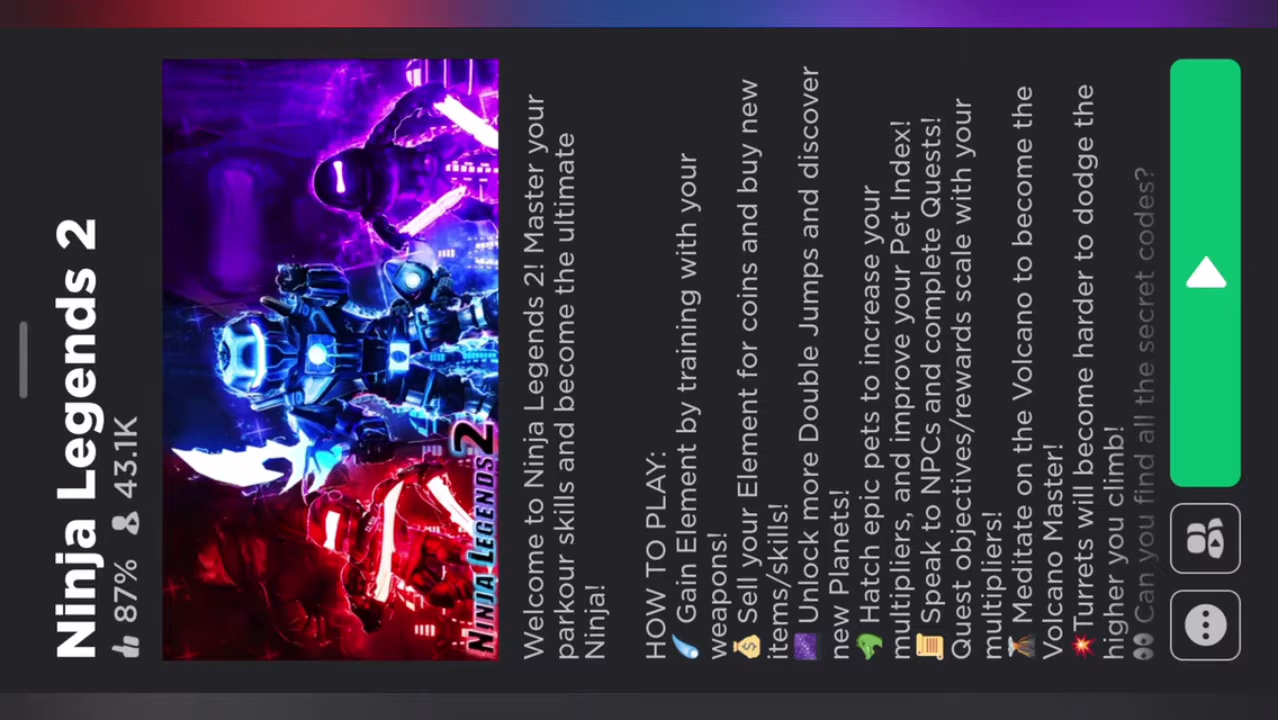 Ninja Legends 2
87% 43.1K
NINJA LEGENDS 2
Welcome to Ninja Legends 2! Master your
parkour skills and become the ultimate
Ninja!
HOW TO PLAY:
☄️ Gain Element by training with your
weapons!
💰 Sell your Element for coins and buy new
items/skills!
🌌 Unlock more Double Jumps and discover
new Planets!
🐲 Hatch epic pets to increase your
multipliers, and improve your Pet Index!
📜 Speak to NPCs and complete Quests!
Quest objectives/rewards scale with your
multipliers!
🌋 Meditate on the Volcano to become the
Volcano Master!
💥 Turrets will become harder to dodge the
higher you climb!
👀 Can you find all the secret codes?